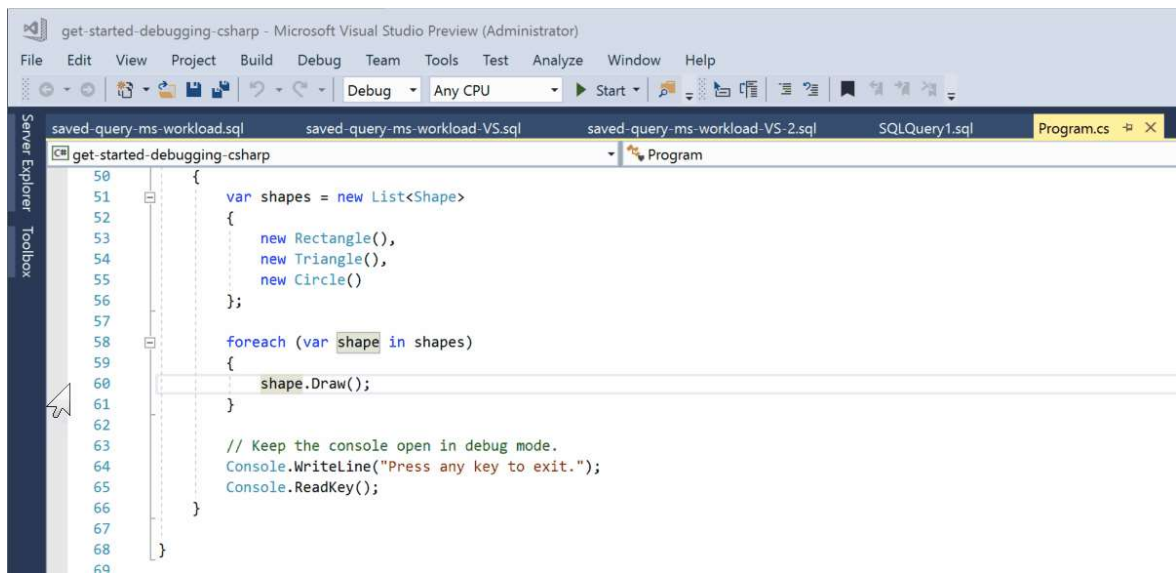 get-started-debugging-csharp - Microsoft Visual Studio Preview (Administrator)
File Edit View Project Build Debug Team Tools Test Analyze Window Help
Debug Any CPU Start
Server Explorer
Toolbox
saved-query-ms-workload.sql saved-query-ms-workload-VS.sql saved-query-ms-workload-VS-2.sql SQLQuery1.sql Program.cs
C# get-started-debugging-csharp Program
50 {
51 var shapes = new List<Shape>
52 {
53 new Rectangle(),
54 new Triangle(),
55 new Circle()
56 };
57
58 foreach (var shape in shapes)
59 {
60 shape.Draw();
61 }
62
63 // Keep the console open in debug mode.
64 Console.WriteLine("Press any key to exit.");
65 Console.ReadKey();
66 }
67
68 }
69